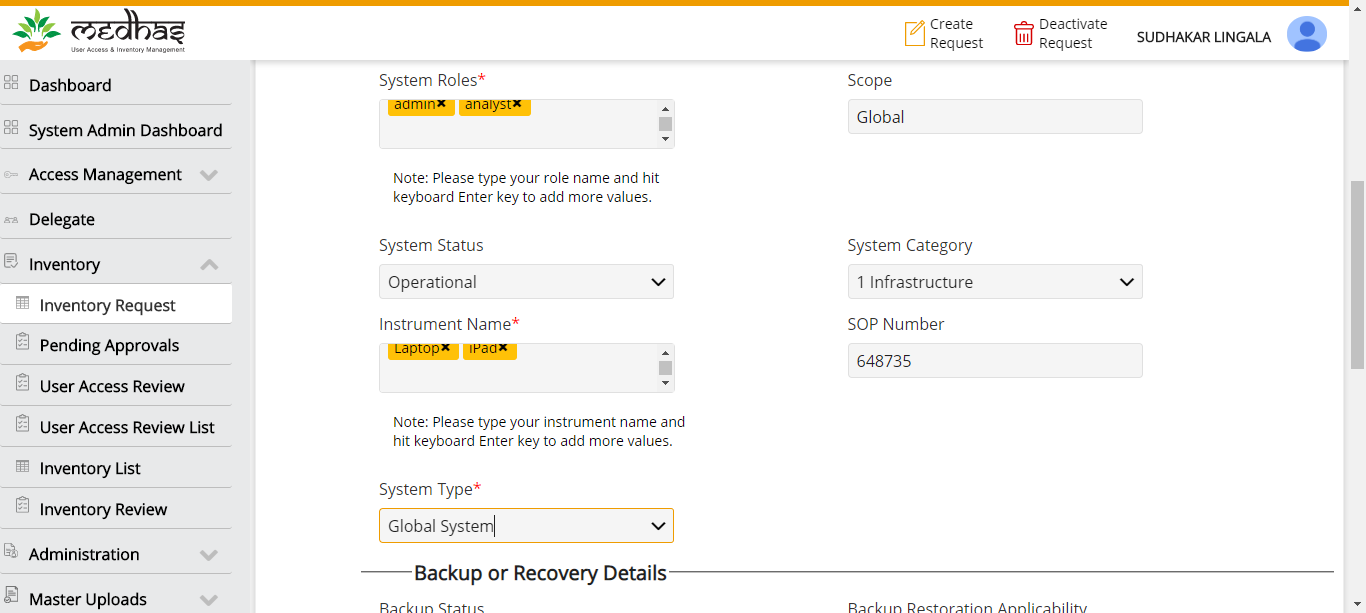 medhas
User Access & Inventory Management
Create
Request
Deactivate
Request
SUDHAKAR LINGALA
Dashboard
System Admin Dashboard
Access Management
Delegate
Inventory
Inventory Request
Pending Approvals
User Access Review
User Access Review List
Inventory List
Inventory Review
Administration
Master Uploads
System Roles*
admin✖ analyst✖
Note: Please type your role name and hit
keyboard Enter key to add more values.
Scope
Global
System Status
Operational
System Category
1 Infrastructure
Instrument Name*
Laptop✖ iPad✖
Note: Please type your instrument name and
hit keyboard Enter key to add more values.
SOP Number
648735
System Type*
Global System
Backup or Recovery Details
Backup Status
Backup Restoration Applicability